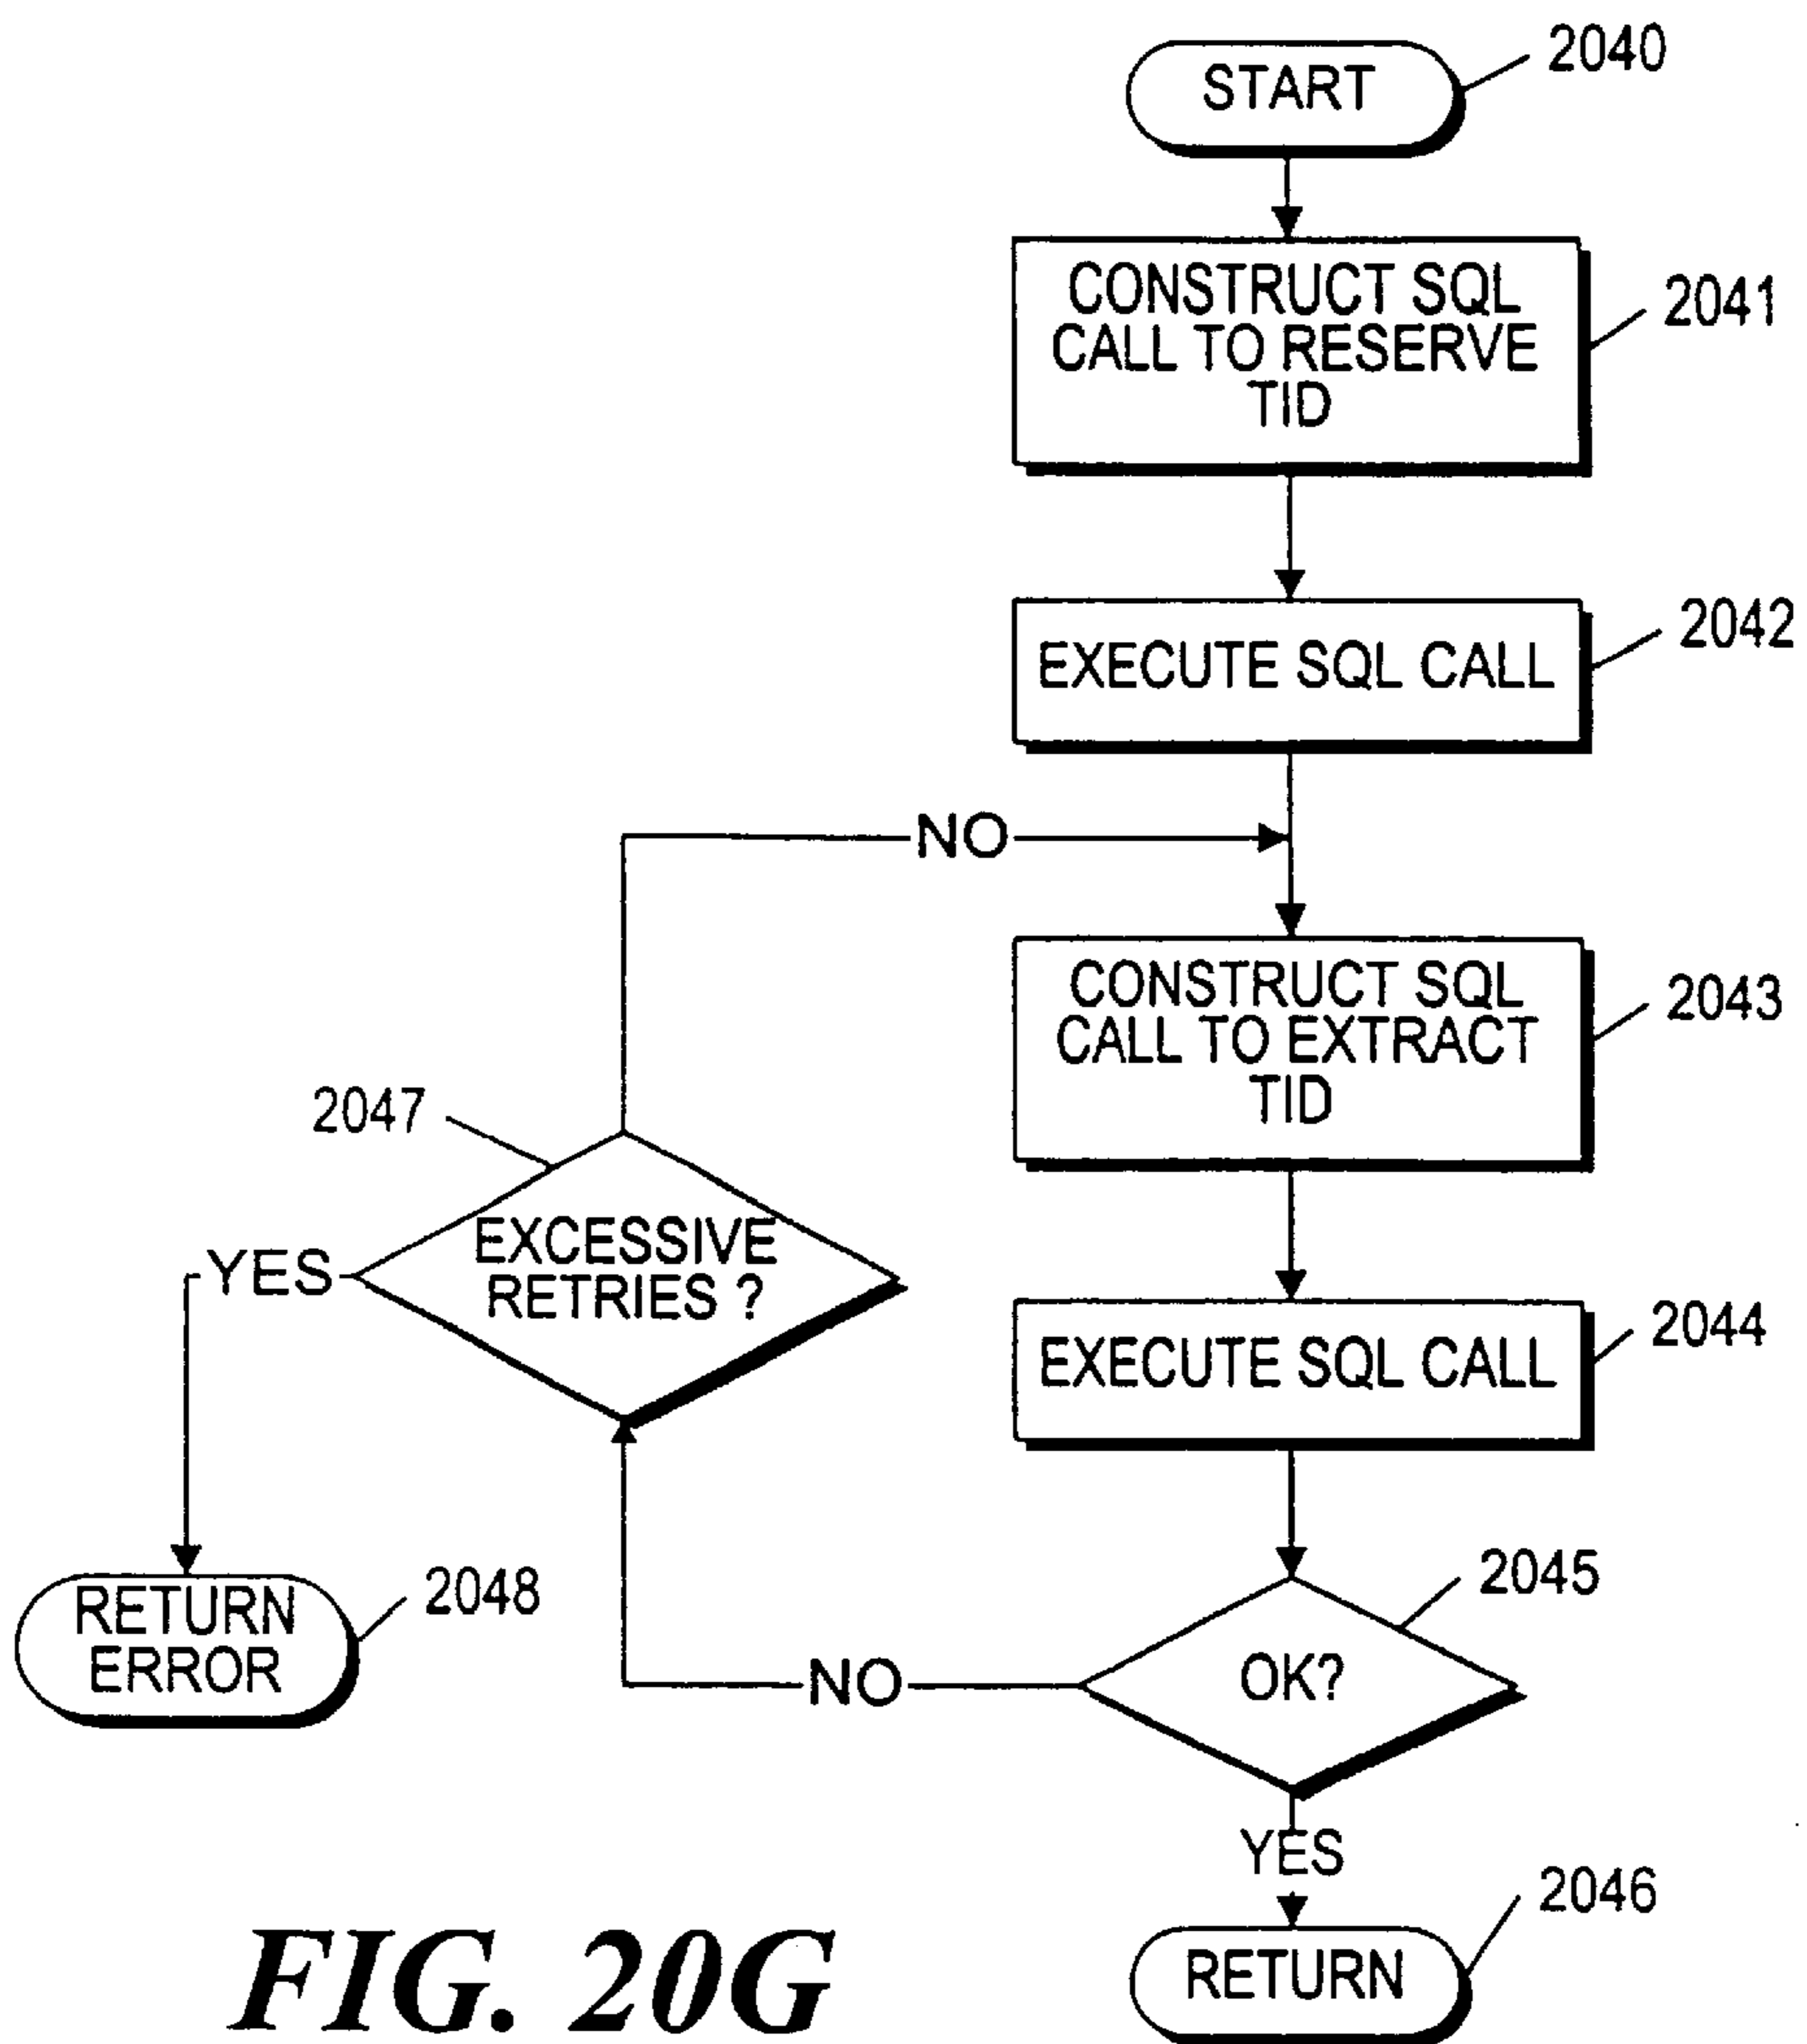 START
2040
CONSTRUCT SQL
CALL TO RESERVE
TID
2041
EXECUTE SQL CALL
2042
NO
CONSTRUCT SQL
CALL TO EXTRACT
TID
2043
2047
EXCESSIVE
RETRIES ?
YES
EXECUTE SQL CALL
2044
RETURN
ERROR
2048
OK?
2045
NO
YES
RETURN
2046
FIG. 20G